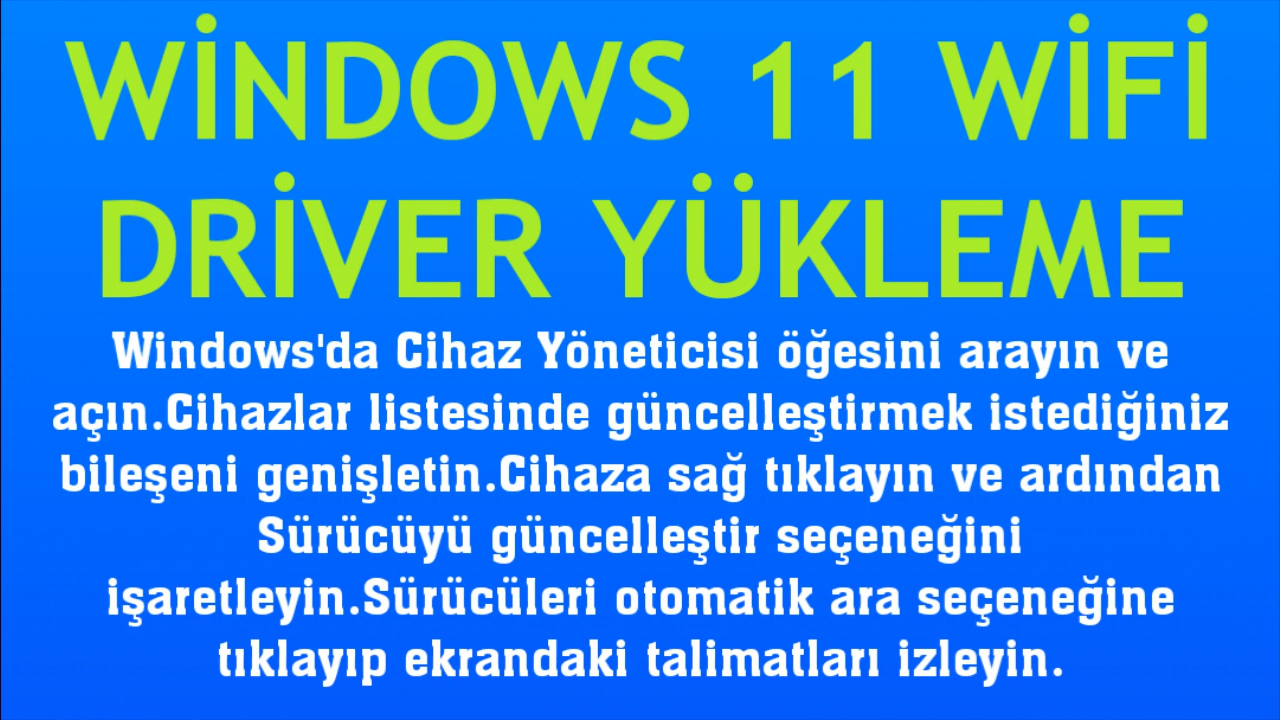 WİNDOWS 11 WİFİ
DRİVER YÜKLEME
Windows'da Cihaz Yöneticisi öğesini arayın ve
açın.Cihazlar listesinde güncelleştirmek istediğiniz
bileşeni genişletin.Cihaza sağ tıklayın ve ardından
Sürücüyü güncelleştir seçeneğini
işaretleyin.Sürücüleri otomatik ara seçeneğine
tıklayıp ekrandaki talimatları izleyin.